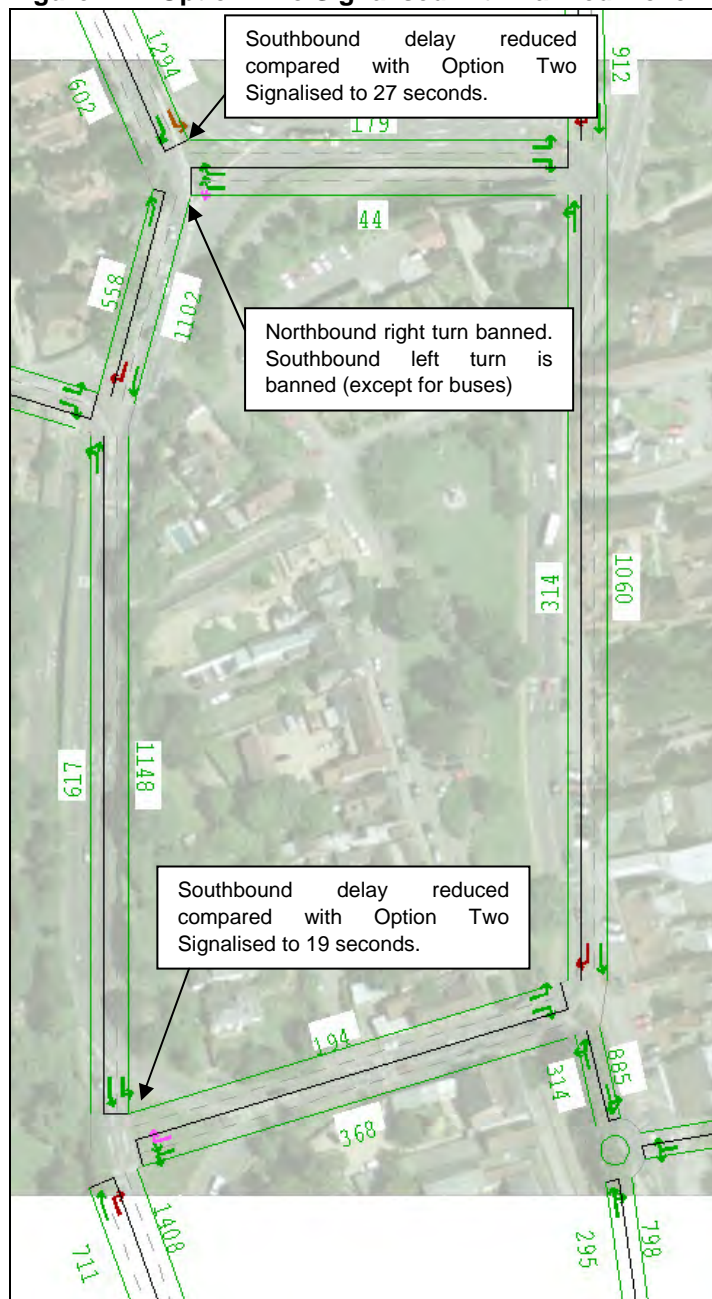 Southbound delay reduced
compared with Option Two
Signalised to 27 seconds.
1294
602
912
179
44
558
1102
Northbound right turn banned.
Southbound left turn is
banned (except for buses)
314
1060
617
1148
Southbound delay reduced
compared with Option Two
Signalised to 19 seconds.
194
368
314
885
711
1408
295
798